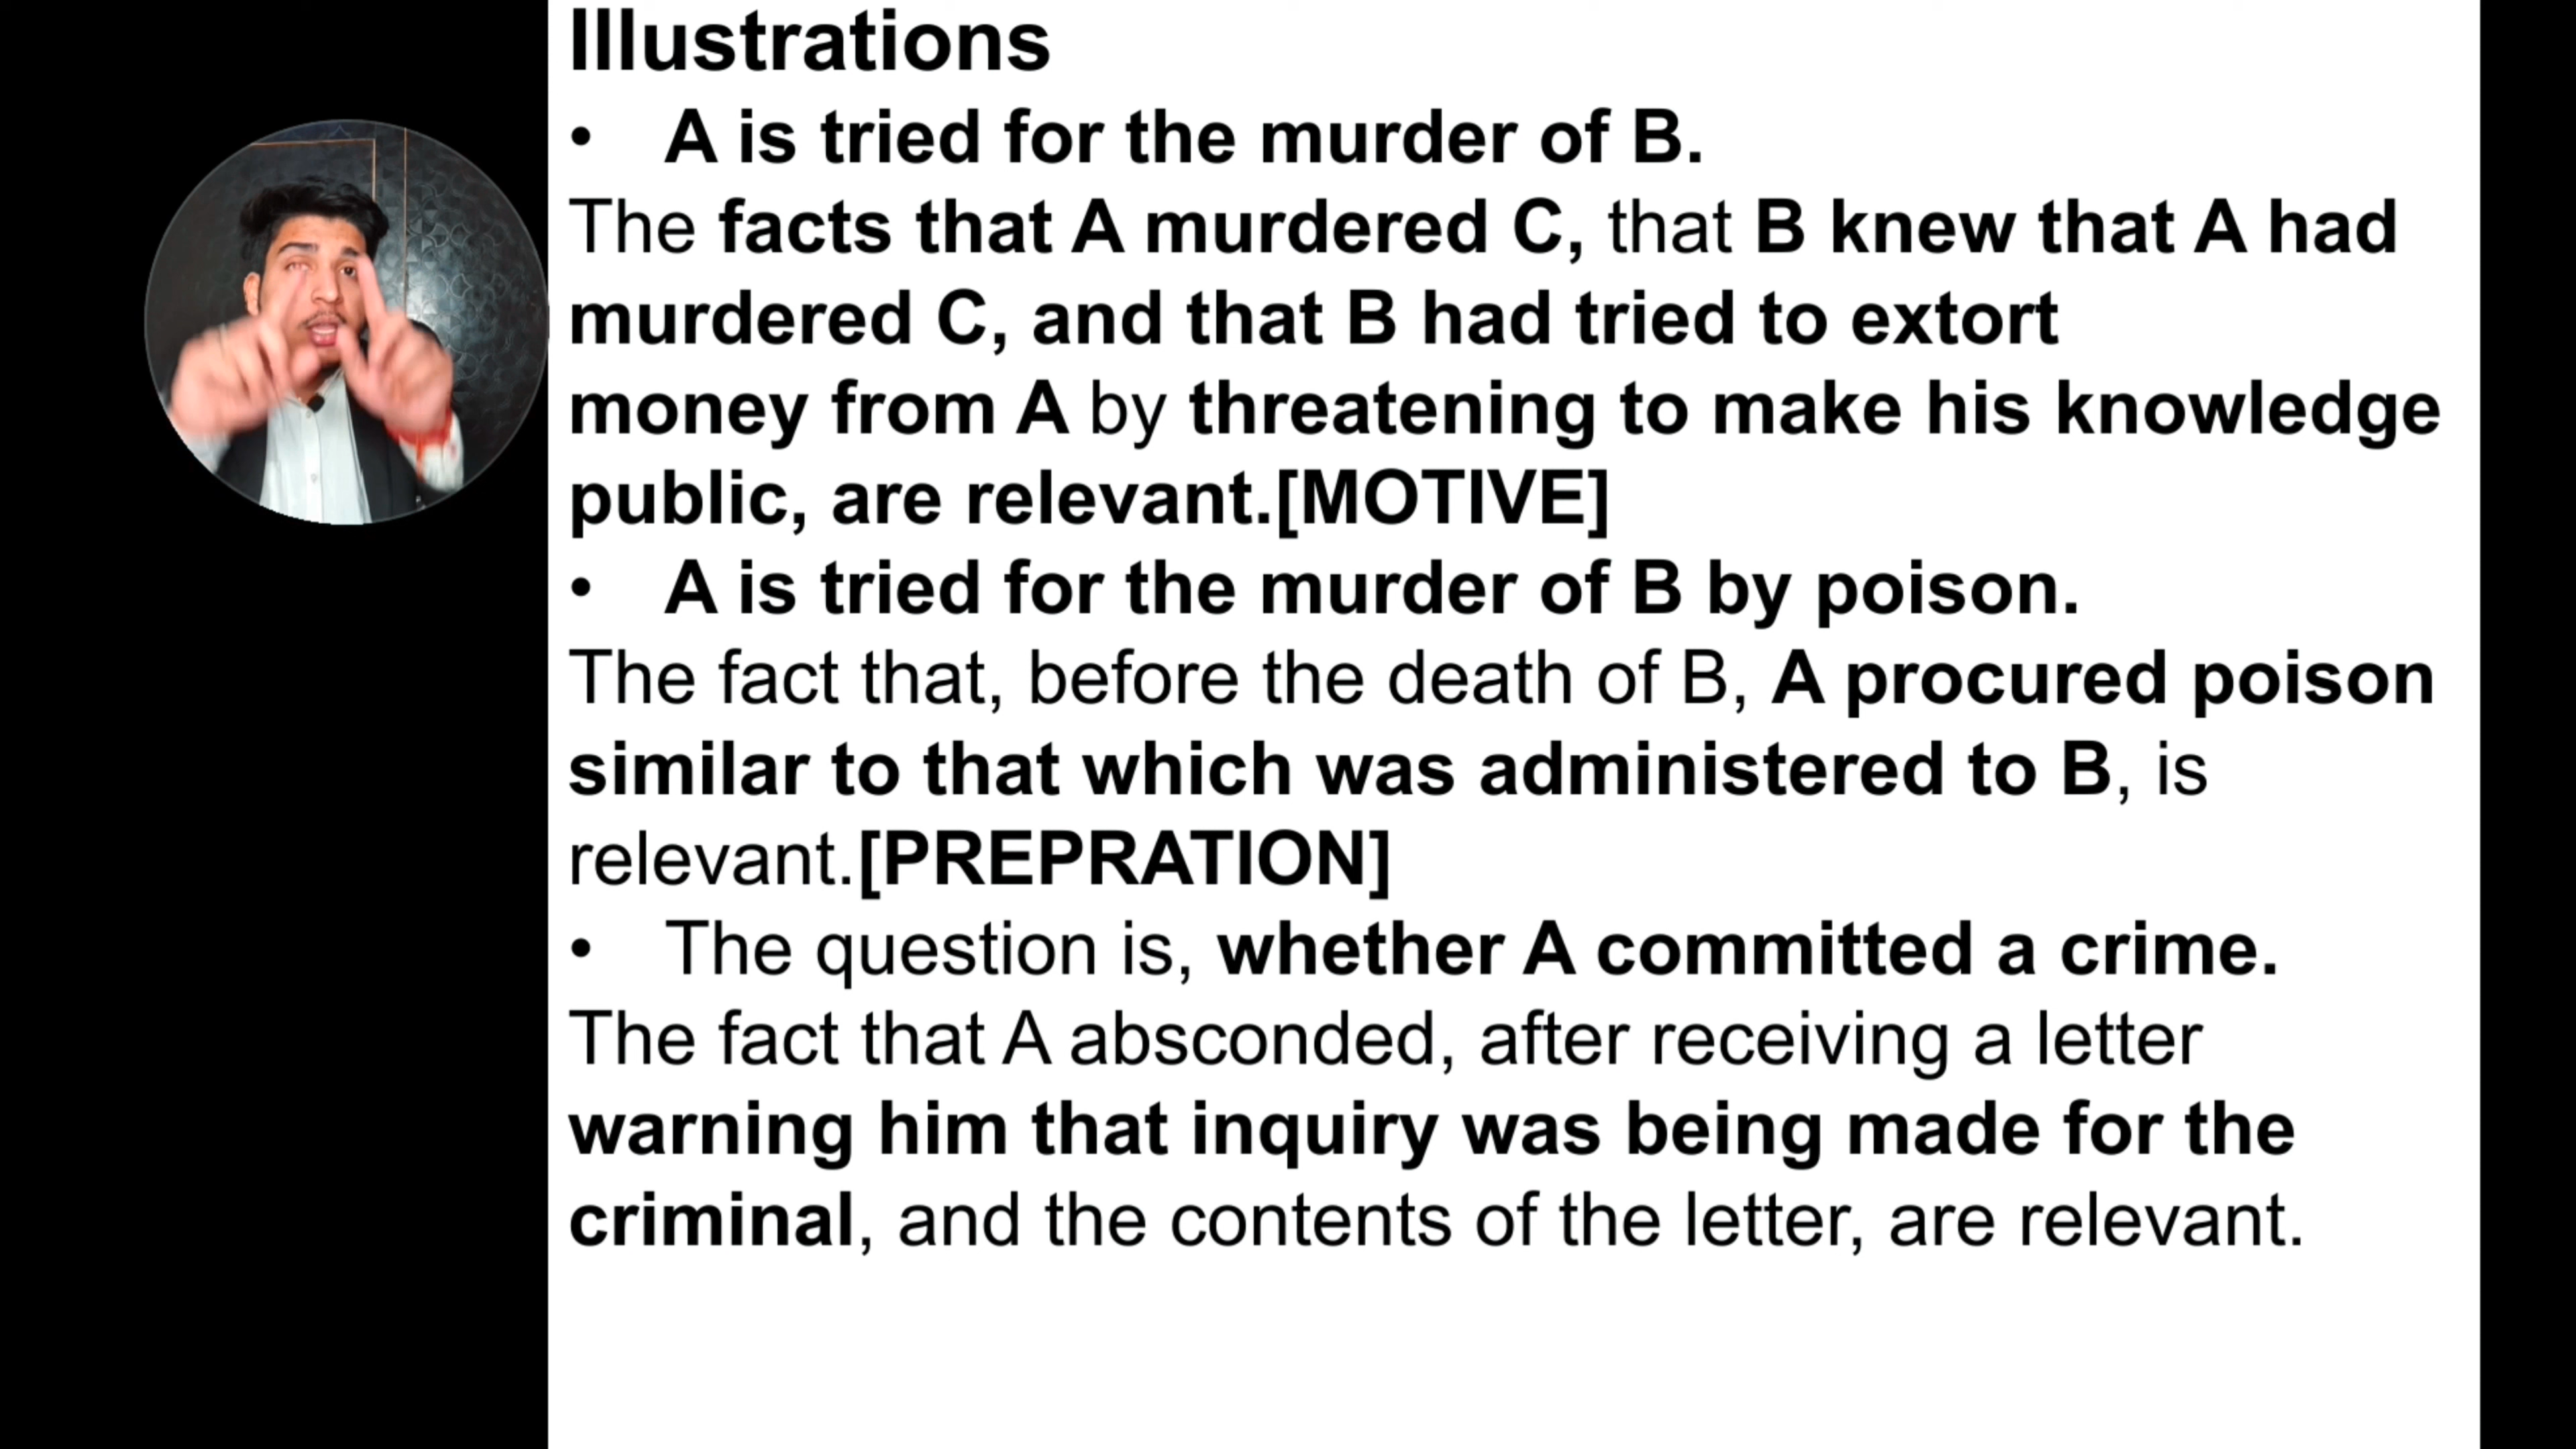 Illustrations
• A is tried for the murder of B.
The facts that A murdered C, that B knew that A had
murdered C, and that B had tried to extort
money from A by threatening to make his knowledge
public, are relevant.[MOTIVE]
• A is tried for the murder of B by poison.
The fact that, before the death of B, A procured poison
similar to that which was administered to B, is
relevant.[PREPRATION]
• The question is, whether A committed a crime.
The fact that A absconded, after receiving a letter
warning him that inquiry was being made for the
criminal, and the contents of the letter, are relevant.